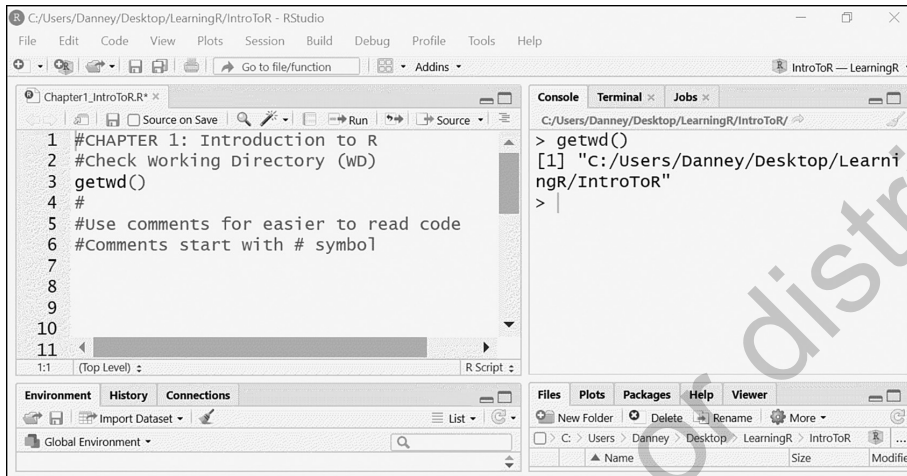 C:/Users/Danney/Desktop/LearningR/IntroToR - RStudio
File Edit Code View Plots Session Build Debug Profile Tools Help
Go to file/function Addins IntroToR — LearningR
Chapter1_IntroToR.R*
Source on Save Run Source
1 #CHAPTER 1: Introduction to R
2 #Check Working Directory (WD)
3 getwd()
4 #
5 #Use comments for easier to read code
6 #Comments start with # symbol
7
8
9
10
11
1:1 (Top Level) R Script
Console Terminal Jobs
C:/Users/Danney/Desktop/LearningR/IntroToR/
> getwd()
[1] "C:/Users/Danney/Desktop/Learni
ngR/IntroToR"
>
Environment History Connections
Import Dataset List
Global Environment
Files Plots Packages Help Viewer
New Folder Delete Rename More
C: > Users > Danney > Desktop > LearningR > IntroToR R ...
Name Size Modifie
or distri